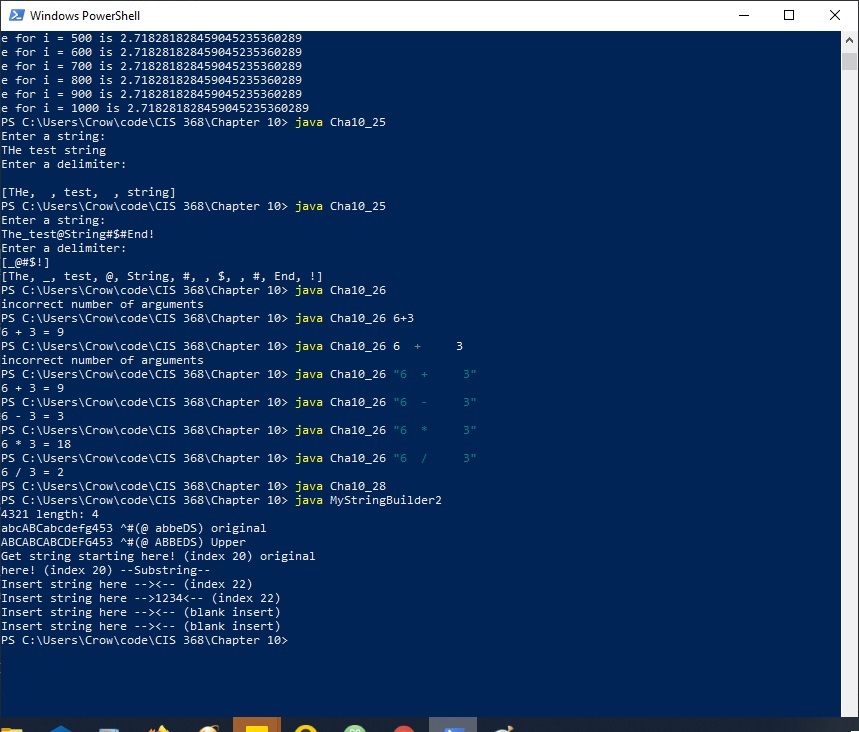 Windows PowerShell
e for i = 500 is 2.718281828459045235360289
e for i = 600 is 2.718281828459045235360289
e for i = 700 is 2.718281828459045235360289
e for i = 800 is 2.718281828459045235360289
e for i = 900 is 2.718281828459045235360289
e for i = 1000 is 2.718281828459045235360289
PS C:\Users\Crow\code\CIS 368\Chapter 10> java Cha10_25
Enter a string:
THe test string
Enter a delimiter:

[THe,  , test,  , string]
PS C:\Users\Crow\code\CIS 368\Chapter 10> java Cha10_25
Enter a string:
The_test@String#$#End!
Enter a delimiter:
[_@#$!]
[The, _, test, @, String, #, , $, , #, End, !]
PS C:\Users\Crow\code\CIS 368\Chapter 10> java Cha10_26
incorrect number of arguments
PS C:\Users\Crow\code\CIS 368\Chapter 10> java Cha10_26 6+3
6 + 3 = 9
PS C:\Users\Crow\code\CIS 368\Chapter 10> java Cha10_26 6  +     3
incorrect number of arguments
PS C:\Users\Crow\code\CIS 368\Chapter 10> java Cha10_26 "6  +     3"
6 + 3 = 9
PS C:\Users\Crow\code\CIS 368\Chapter 10> java Cha10_26 "6  -     3"
6 - 3 = 3
PS C:\Users\Crow\code\CIS 368\Chapter 10> java Cha10_26 "6  *     3"
6 * 3 = 18
PS C:\Users\Crow\code\CIS 368\Chapter 10> java Cha10_26 "6  /     3"
6 / 3 = 2
PS C:\Users\Crow\code\CIS 368\Chapter 10> java Cha10_28
PS C:\Users\Crow\code\CIS 368\Chapter 10> java MyStringBuilder2
4321 length: 4
abcABCabcdefg453 ^#(@ abbeDS) original
ABCABCABCDEFG453 ^#(@ ABBEDS) Upper
Get string starting here! (index 20) original
here! (index 20) --Substring--
Insert string here --><-- (index 22)
Insert string here -->1234<-- (index 22)
Insert string here --><-- (blank insert)
Insert string here --><-- (blank insert)
PS C:\Users\Crow\code\CIS 368\Chapter 10>